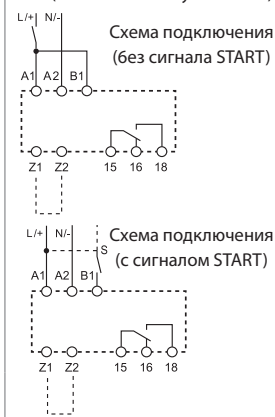 L/+ N/-
Схема подключения
(без сигнала START)
A1 A2 B1
Z1 Z2 15 16 18
L/+ N/-
S
Схема подключения
(с сигналом START)
A1 A2 B1
Z1 Z2 15 16 18